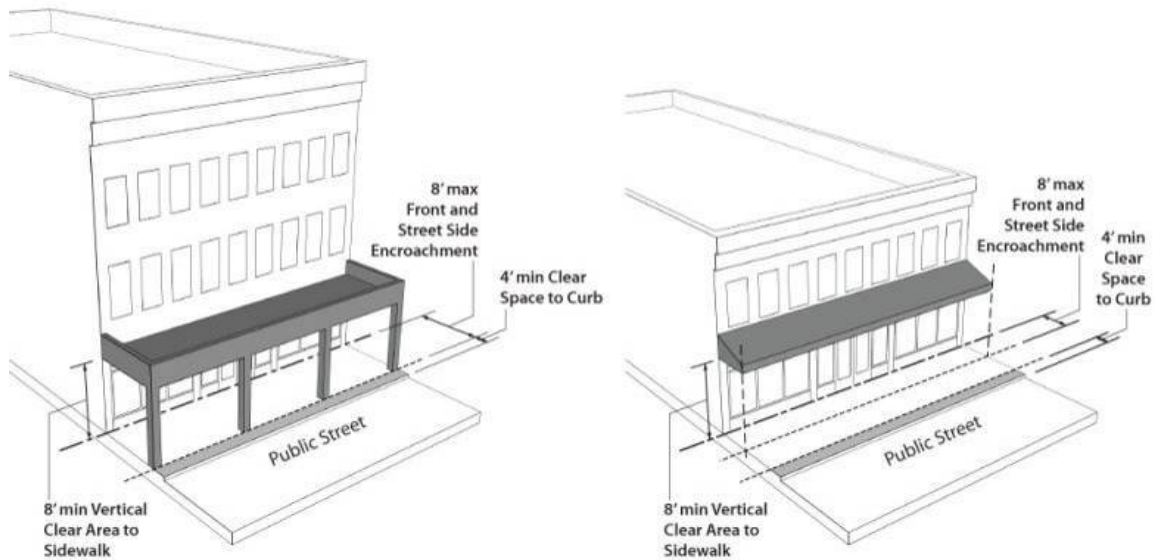 8' max
Front and
Street Side
Encroachment
4' min Clear
Space to Curb
Public Street
8' min Vertical
Clear Area to
Sidewalk
8' max
Front and
Street Side
Encroachment
4' min
Clear
Space
to Curb
Public Street
8' min Vertical
Clear Area to
Sidewalk